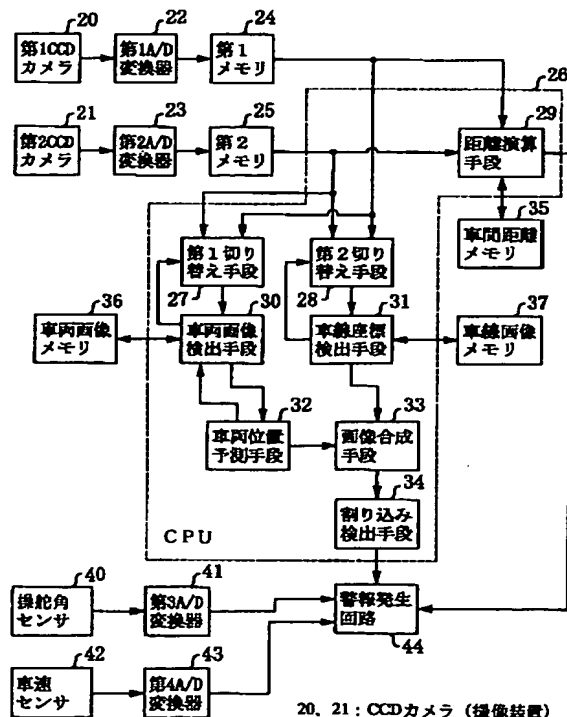 20
22
24
第1CCD
カメラ
第1A/D
変換器
第1
メモリ
26
21
23
25
29
第2CCD
カメラ
第2A/D
変換器
第2
メモリ
距離演算
手段
35
車間距離
メモリ
第1切り
替え手段
第2切り
替え手段
27
28
36
30
31
37
車両画像
メモリ
車両画像
検出手段
車線座標
検出手段
車線画像
メモリ
32
33
車両位置
予測手段
画像合成
手段
34
割り込み
検出手段
CPU
40
41
操舵角
センサ
第3A/D
変換器
警報発生
回路
44
42
43
車速
センサ
第4A/D
変換器
20, 21:CCDカメラ(撮像装置)